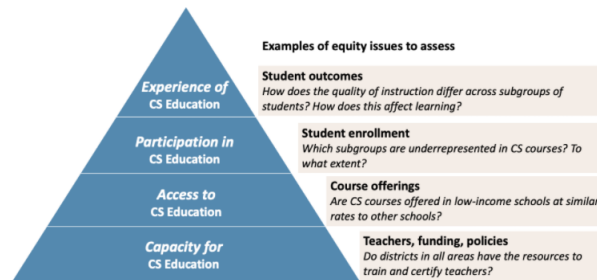 Examples of equity issues to assess
Experience of
CS Education
Student outcomes
How does the quality of instruction differ across subgroups of
students? How does this affect learning?
Participation in
CS Education
Student enrollment
Which subgroups are underrepresented in CS courses? To
what extent?
Access to
CS Education
Course offerings
Are CS courses offered in low-income schools at similar
rates to other schools?
Capacity for
CS Education
Teachers, funding, policies
Do districts in all areas have the resources to
train and certify teachers?